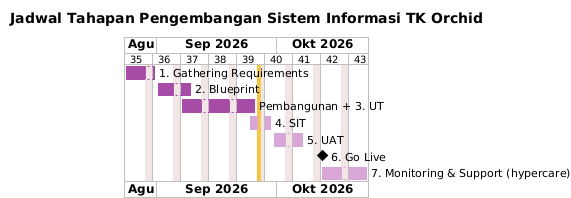 Jadwal Tahapan Pengembangan Sistem Informasi TK Orchid
Agu Sep 2026 Okt 2026
35 36 37 38 39 40 41 42 43
1. Gathering Requirements
2. Blueprint
Pembangunan + 3. UT
4. SIT
5. UAT
6. Go Live
7. Monitoring & Support (hypercare)
Agu Sep 2026 Okt 2026